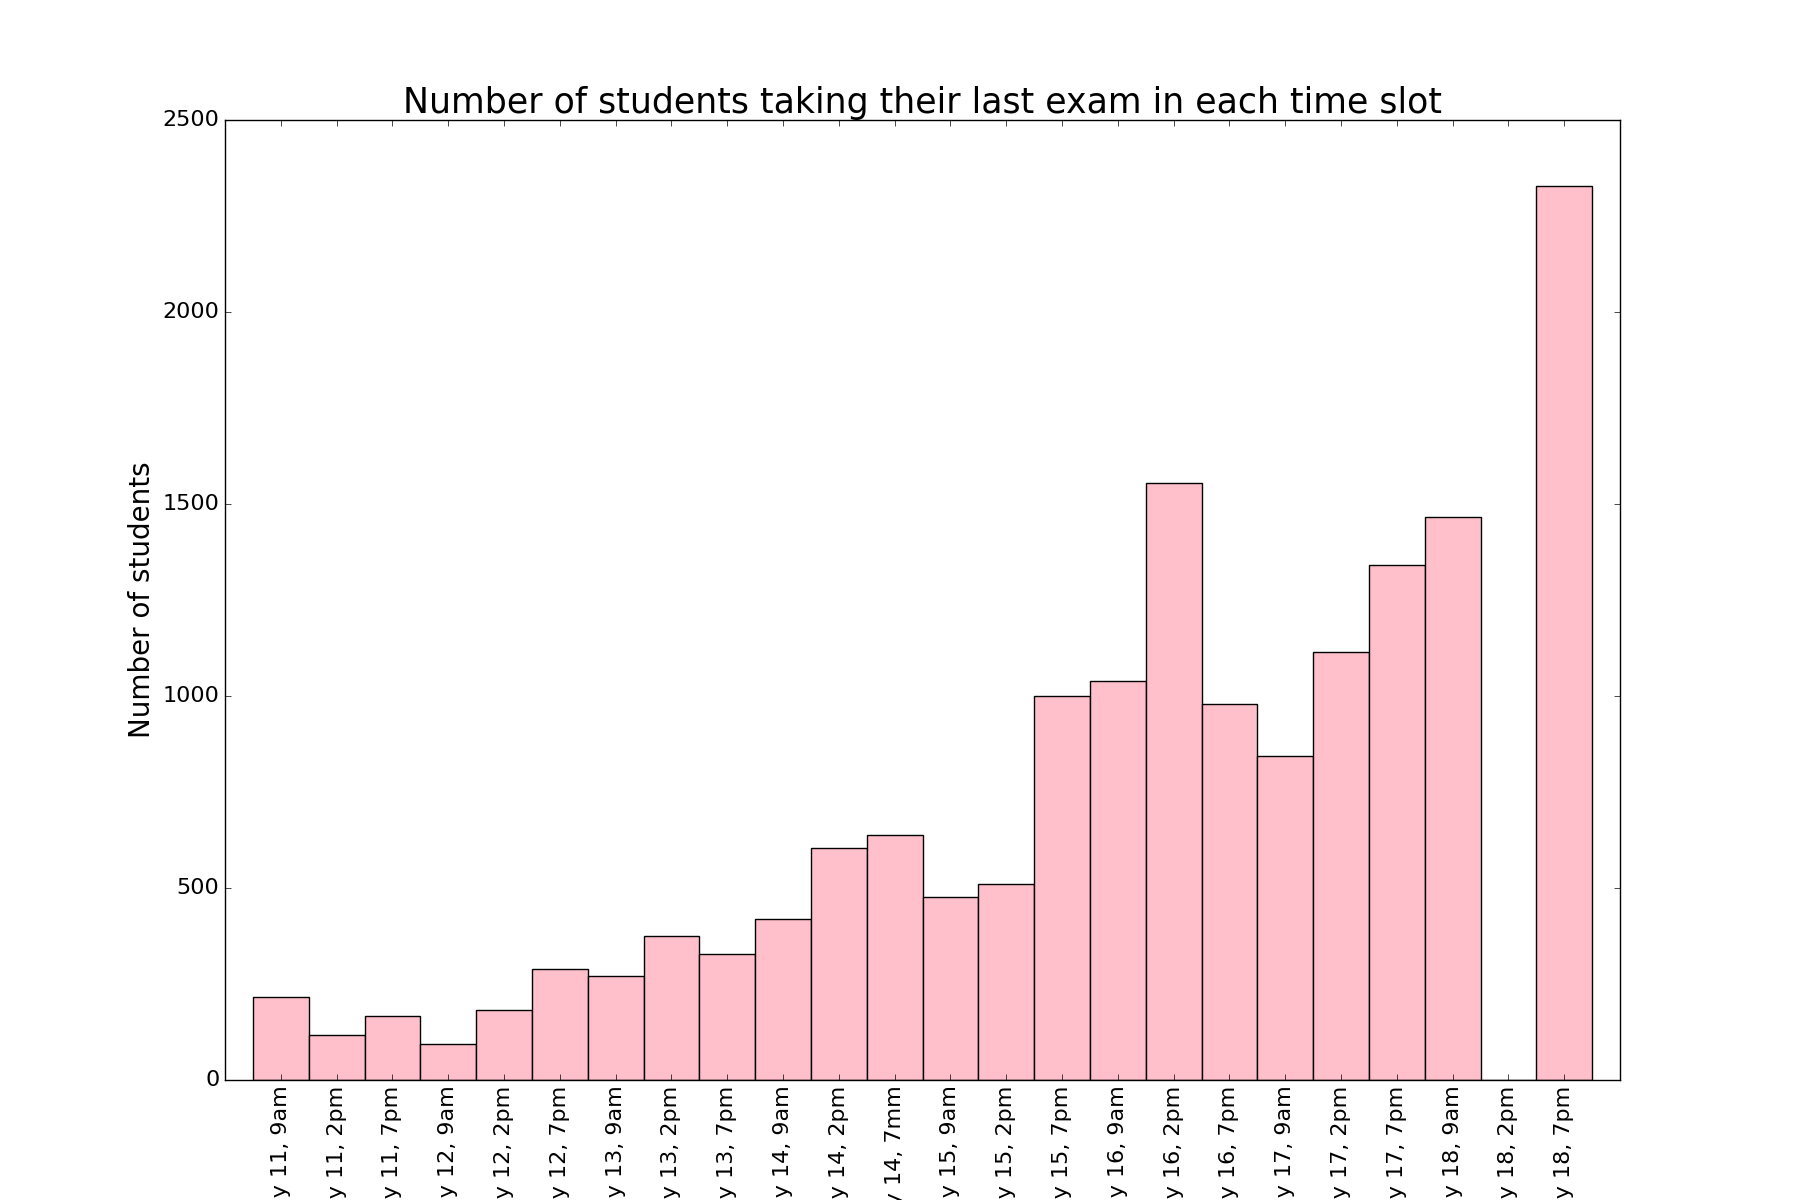 Number of students taking their last exam in each time slot
Number of students
2500
2000
1500
1000
500
0
y 11, 9am
y 11, 2pm
y 11, 7pm
y 12, 9am
y 12, 2pm
y 12, 7pm
y 13, 9am
y 13, 2pm
y 13, 7pm
y 14, 9am
y 14, 2pm
y 14, 7mm
y 15, 9am
y 15, 2pm
y 15, 7pm
y 16, 9am
y 16, 2pm
y 16, 7pm
y 17, 9am
y 17, 2pm
y 17, 7pm
y 18, 9am
y 18, 2pm
y 18, 7pm